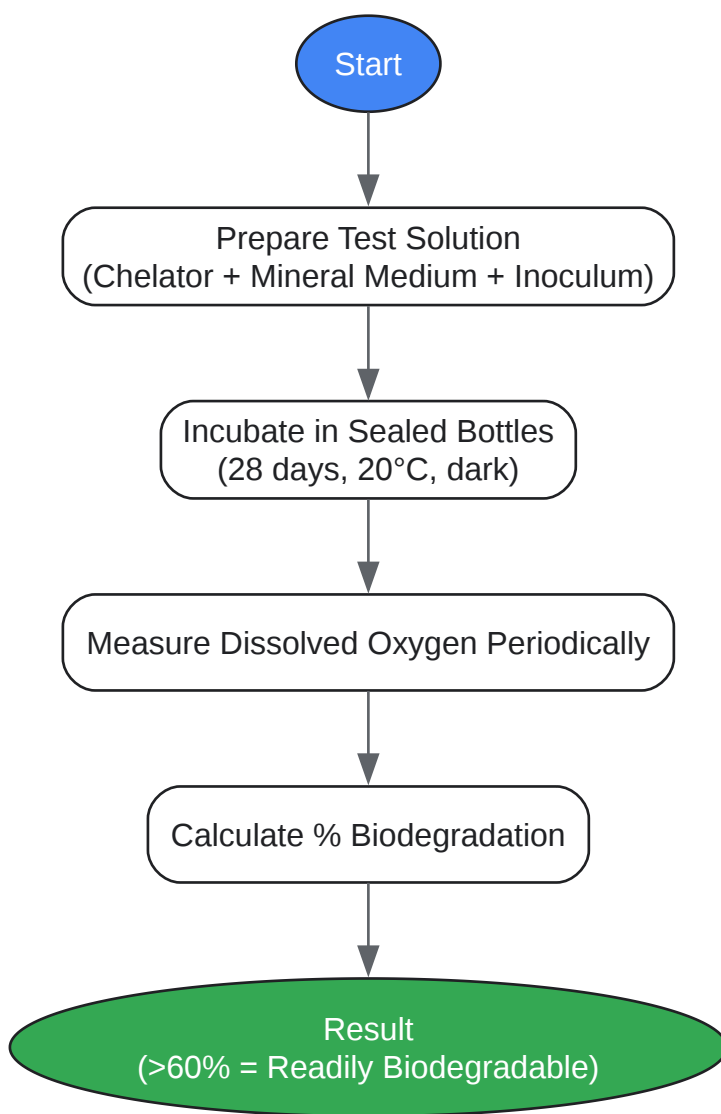 Start
Prepare Test Solution
(Chelator + Mineral Medium + Inoculum)
Incubate in Sealed Bottles
(28 days, 20°C, dark)
Measure Dissolved Oxygen Periodically
Calculate % Biodegradation
Result
(>60% = Readily Biodegradable)